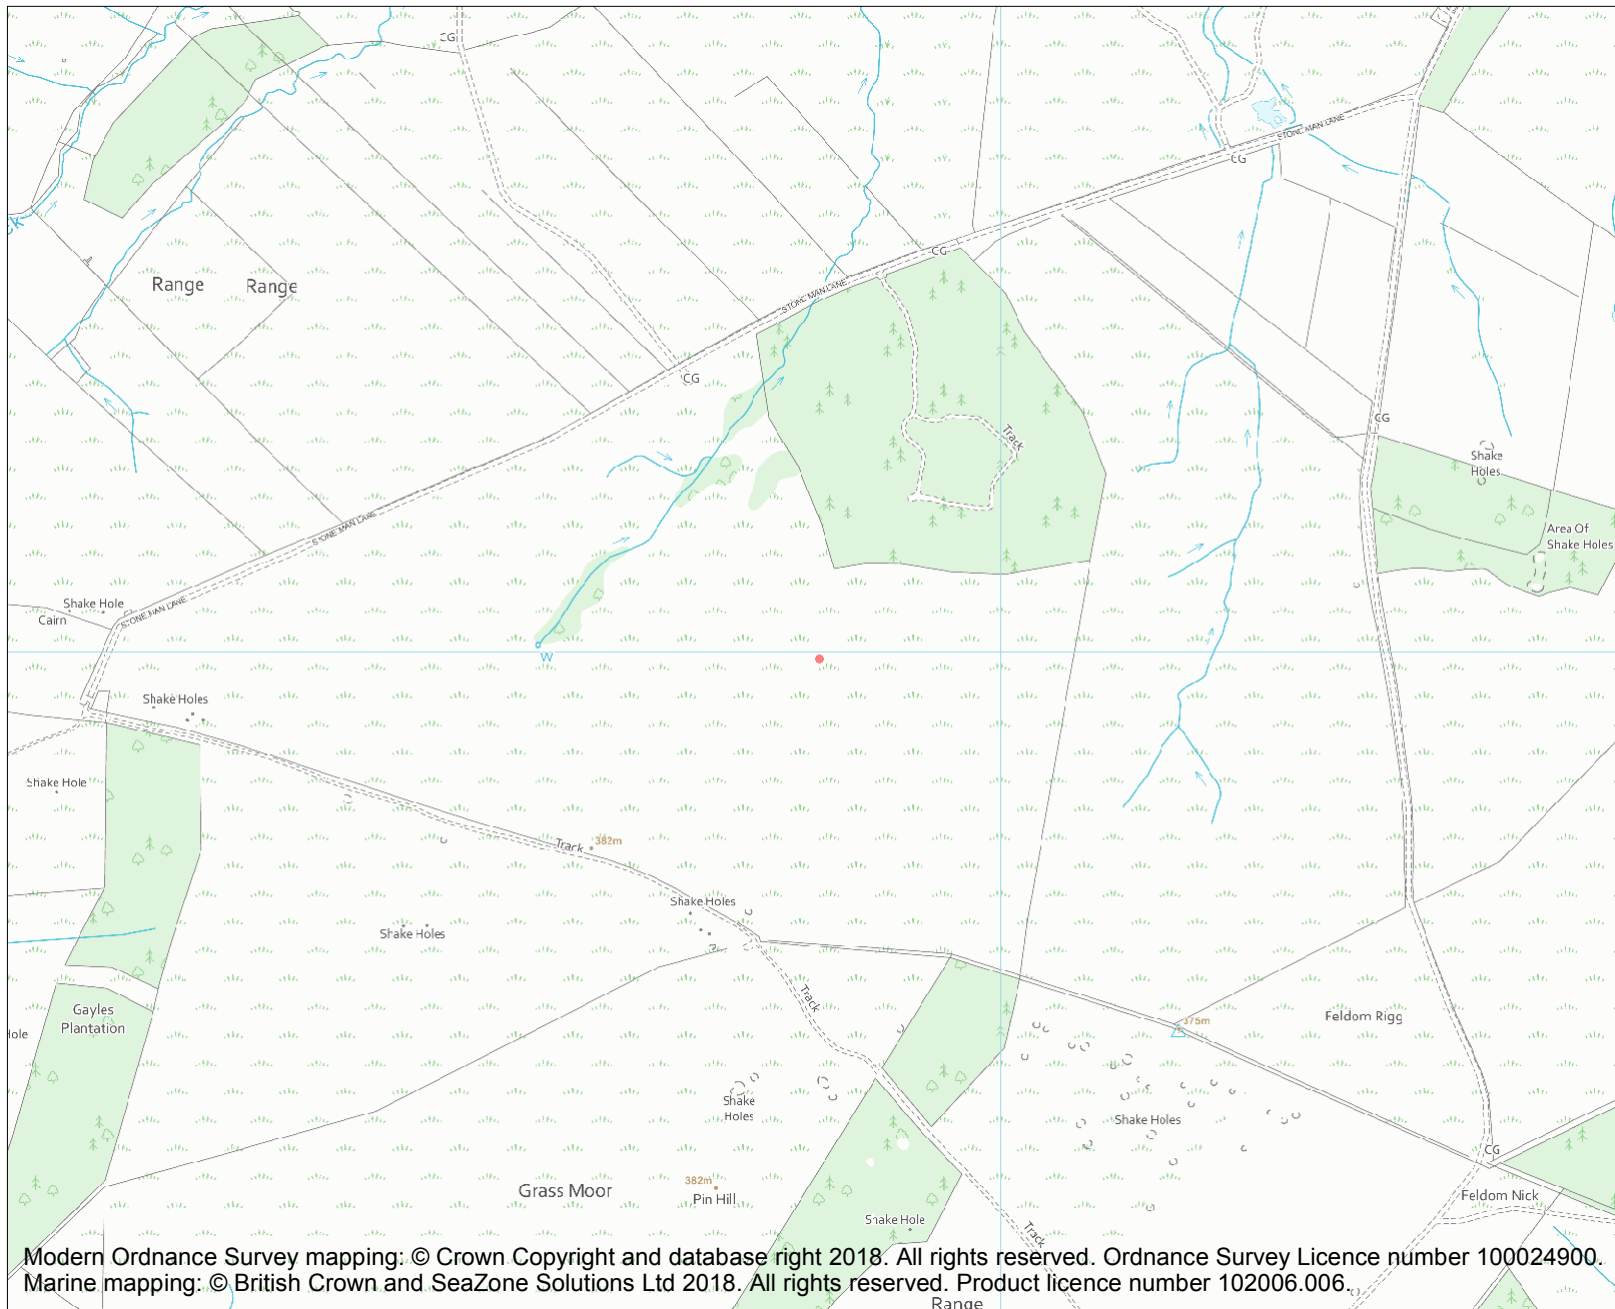 CG
STONE MAN LANE
CG
Range Range
CG
STONE MAN LANE
CG
CG
Track
Shake
Holes
STONE MAN LANE
Area Of
Shake Holes
Shake Hole
Cairn
STONE MAN LANE
W
Shake Holes
Shake Hole
382m
Track
Shake Holes
Shake Holes
Track
Gayles
Plantation
Hole
375m
Feldom Rigg
Shake
Holes
Shake Holes
CG
382m
Grass Moor
Pin Hill
Feldom Nick
Shake Hole
Track
Modern Ordnance Survey mapping: © Crown Copyright and database right 2018. All rights reserved. Ordnance Survey Licence number 100024900.
Marine mapping: © British Crown and SeaZone Solutions Ltd 2018. All rights reserved. Product licence number 102006.006.
Range